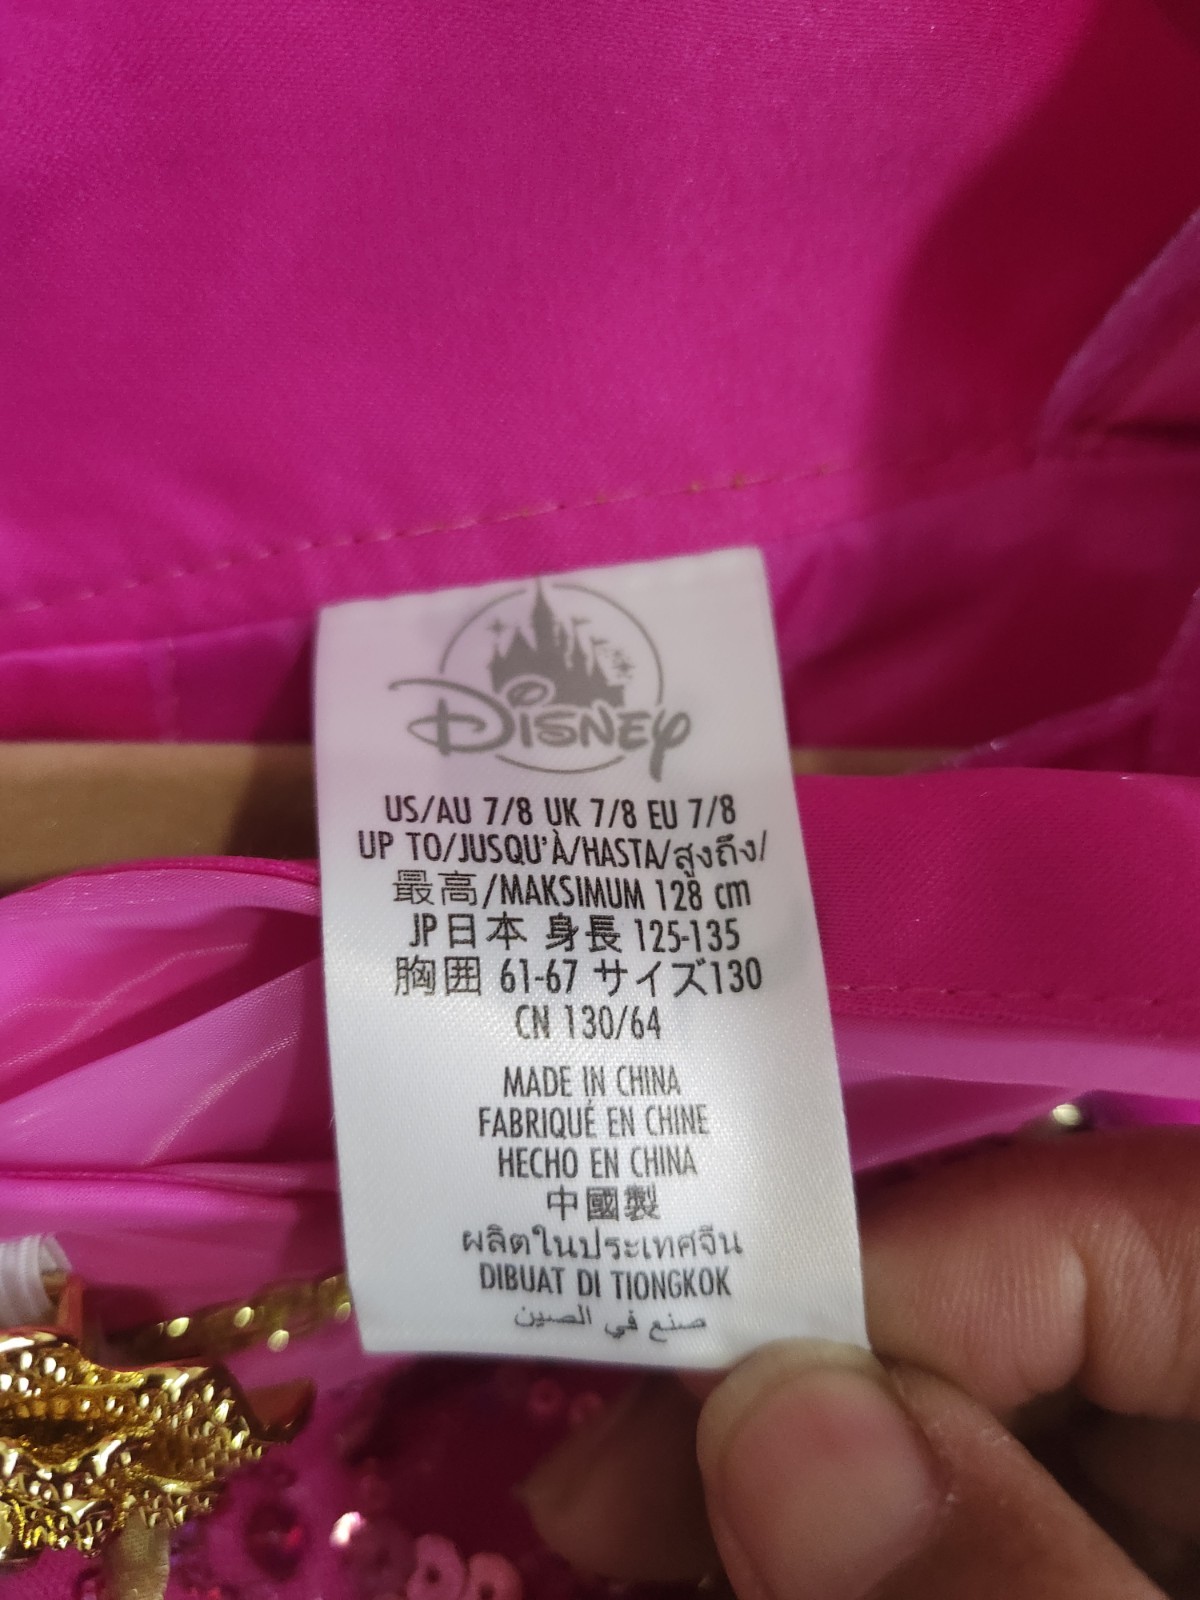 Disney
US/AU 7/8 UK 7/8 EU 7/8
UP TO/JUSQU'À/HASTA/สูงถึง/
最高/MAKSIMUM 128 cm
JP日本 身長 125-135
胸囲 61-67 サイズ130
CN 130/64
MADE IN CHINA
FABRIQUÉ EN CHINE
HECHO EN CHINA
中國製
ผลิตในประเทศจีน
DIBUAT DI TIONGKOK
صنع في الصين